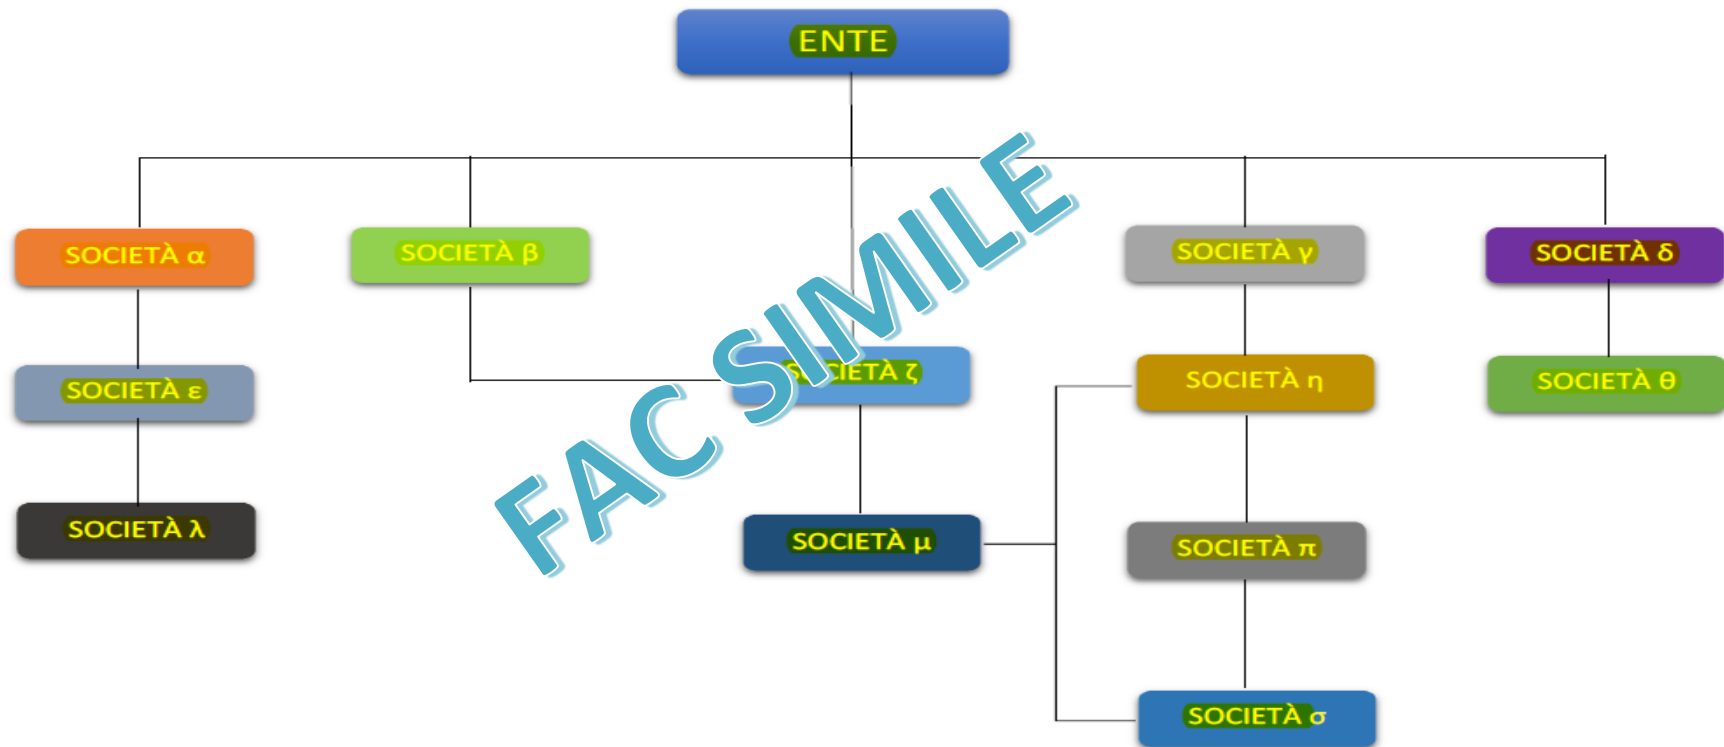 ENTE
SOCIETÀ α
SOCIETÀ β
SOCIETÀ γ
SOCIETÀ δ
SOCIETÀ ε
SOCIETÀ ζ
SOCIETÀ η
SOCIETÀ θ
SOCIETÀ λ
SOCIETÀ μ
SOCIETÀ π
SOCIETÀ σ
FAC SIMILE